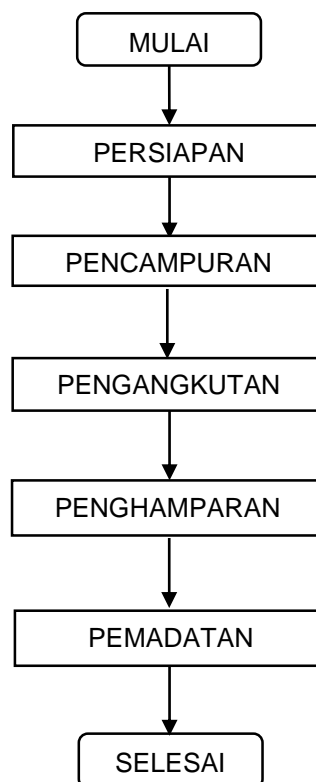 MULAI
PERSIAPAN
PENCAMPURAN
PENGANGKUTAN
PENGHAMPARAN
PEMADATAN
SELESAI